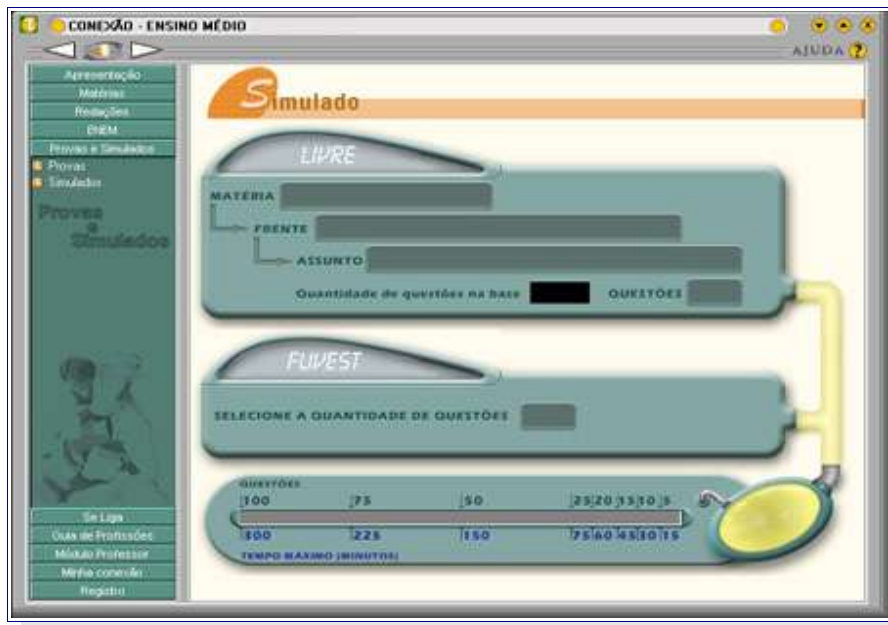 CONEXÃO - ENSINO MÉDIO
AJUDA ?
Apresentação
Matérias
Redações
ENEM
Provas e Simulados
Provas
Simulados
Provas
e
Simulados
Se Liga
Guia de Profissões
Módulo Professor
Minha conexão
Registro
Simulado
LIVRE
MATÉRIA
FRENTE
ASSUNTO
Quantidade de questões na base QUESTÕES
FUVEST
SELECIONE A QUANTIDADE DE QUESTÕES
QUESTÕES
100 75 50 25 20 15 10 5
300 225 150 75 60 45 30 15
TEMPO MÁXIMO (MINUTOS)